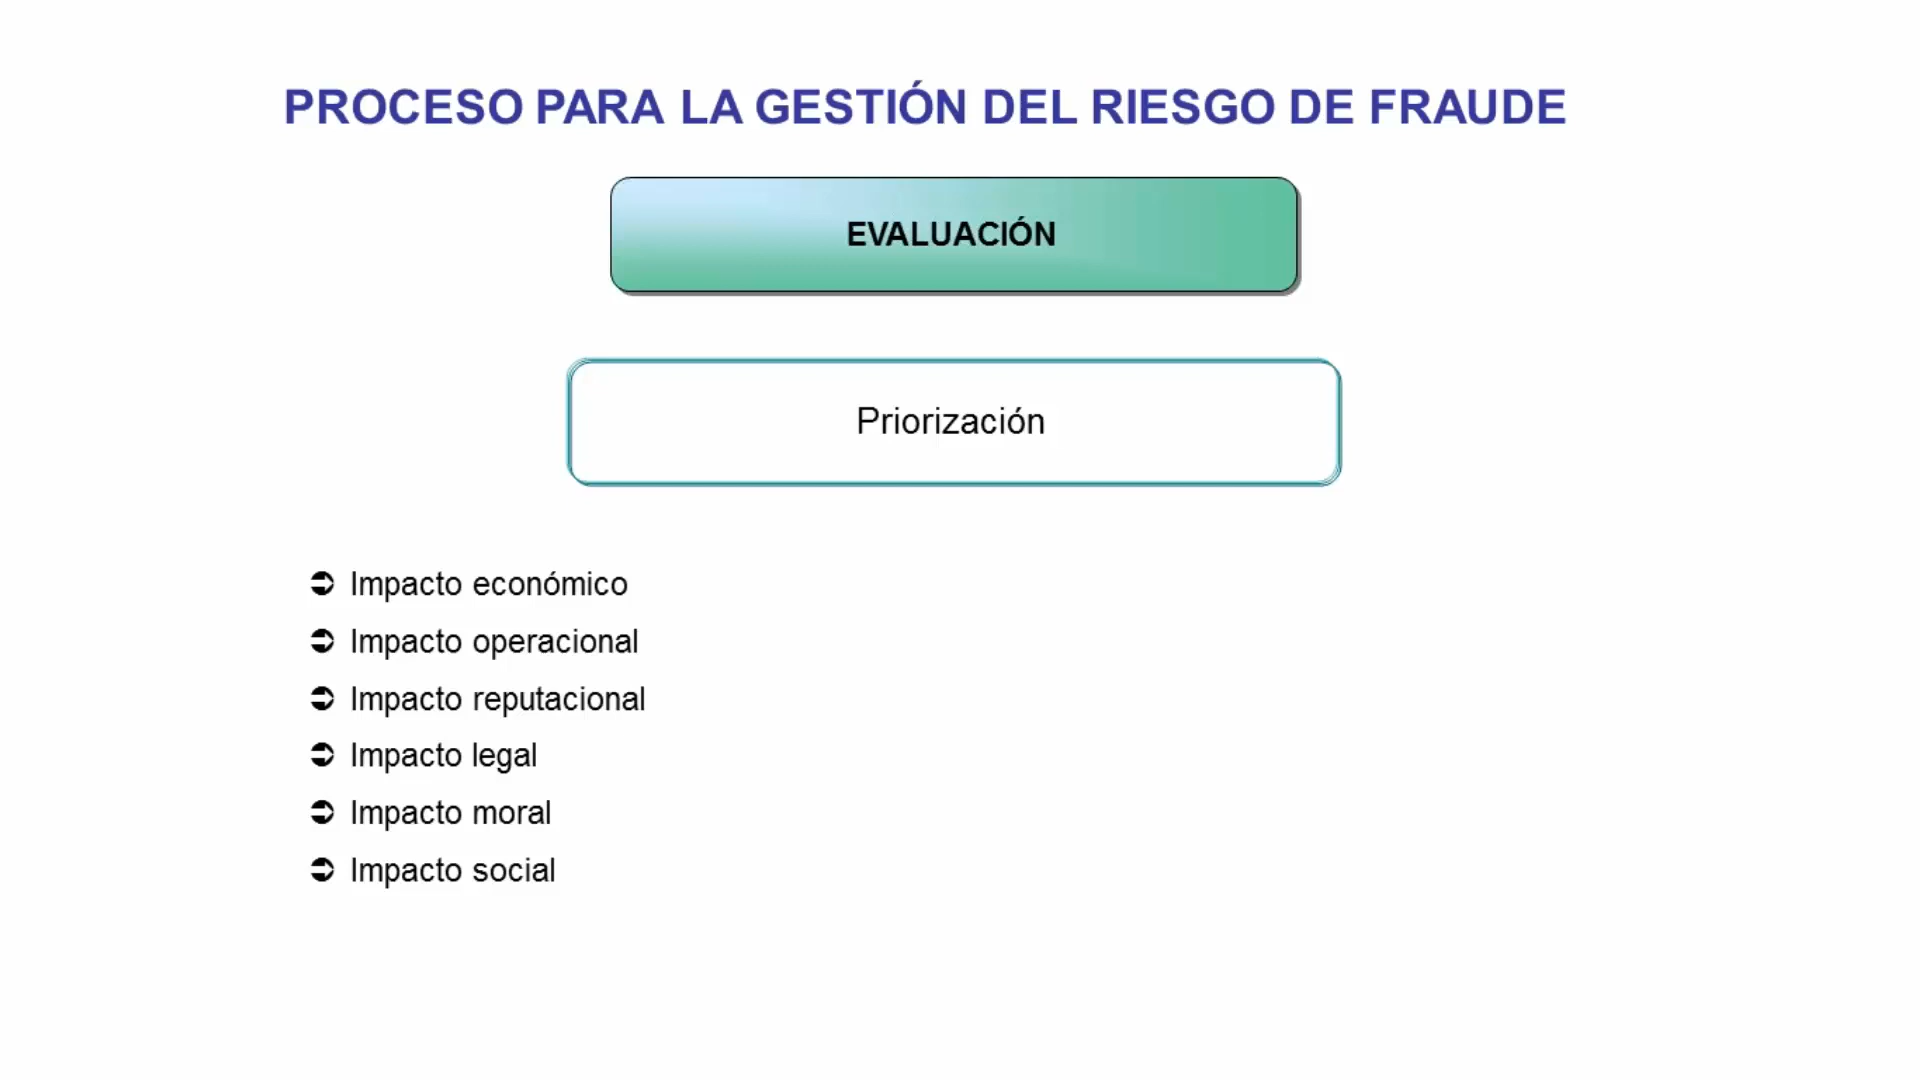 PROCESO PARA LA GESTIÓN DEL RIESGO DE FRAUDE
EVALUACIÓN
Priorización
Impacto económico
Impacto operacional
Impacto reputacional
Impacto legal
Impacto moral
Impacto social